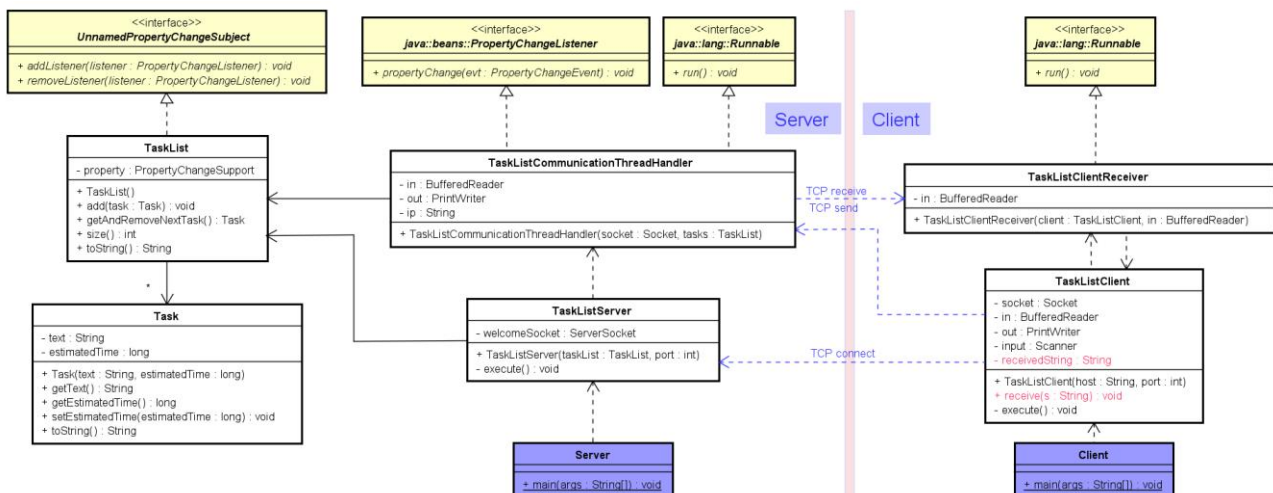 <<interface>>
UnnamedPropertyChangeSubject
+ addListener(listener : PropertyChangeListener) : void
+ removeListener(listener : PropertyChangeListener) : void
<<interface>>
java::beans::PropertyChangeListener
+ propertyChange(evt : PropertyChangeEvent) : void
<<interface>>
java::lang::Runnable
+ run() : void
<<interface>>
java::lang::Runnable
+ run() : void
Server
Client
TaskList
- property : PropertyChangeSupport
+ TaskList()
+ add(task : Task) : void
+ getAndRemoveNextTask() : Task
+ size() : int
+ toString() : String
*
TaskListCommunicationThreadHandler
- in : BufferedReader
- out : PrintWriter
- ip : String
+ TaskListCommunicationThreadHandler(socket : Socket, tasks : TaskList)
TCP receive
TCP send
TaskListClientReceiver
- in : BufferedReader
+ TaskListClientReceiver(client : TaskListClient, in : BufferedReader)
Task
- text : String
- estimatedTime : long
+ Task(text : String, estimatedTime : long)
+ getText() : String
+ getEstimatedTime() : long
+ setEstimatedTime(estimatedTime : long) : void
+ toString() : String
TaskListServer
- welcomeSocket : ServerSocket
+ TaskListServer(taskList : TaskList, port : int)
- execute() : void
TCP connect
TaskListClient
- socket : Socket
- in : BufferedReader
- out : PrintWriter
- input : Scanner
- receivedString : String
+ TaskListClient(host : String, port : int)
+ receive(s : String) : void
- execute() : void
Server
+ main(args : String[]) : void
Client
+ main(args : String[]) : void